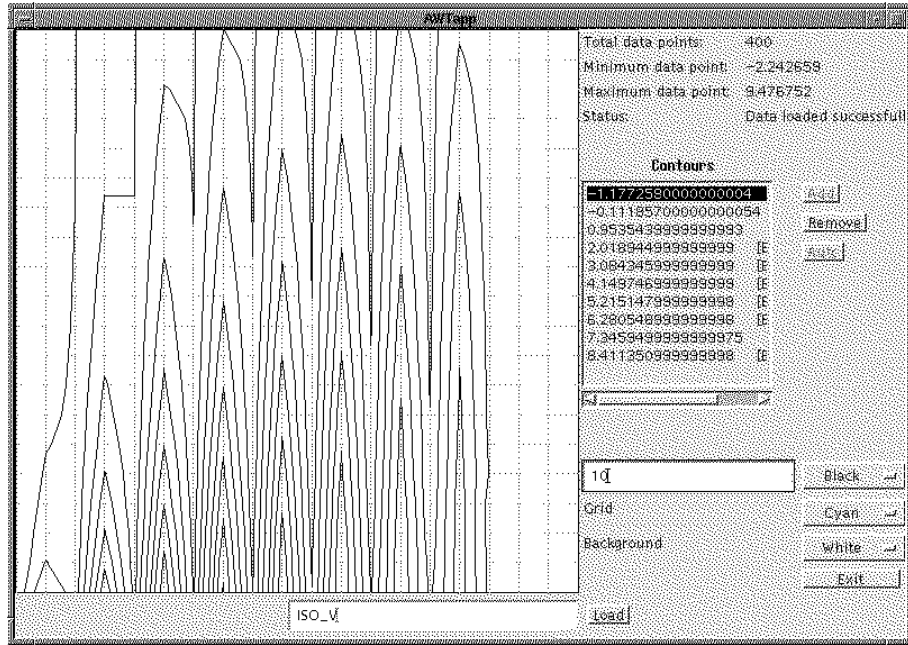 AWTapp
Total data points: 400
Minimum data point: -2.242659
Maximum data point: 9.476752
Status: Data loaded successfull
Contours
-1.1772580000000004
-0.11185700000000054
0.9535439999999993
2.018944999999999 [E
3.084345999999999 [E
4.149746999999999 [E
5.215147999999998 [E
6.280548999999998 [E
7.3459499999999975
8.411350999999998 [E
Add
Remove
Auto
10
Black
Grid
Cyan
Background
White
Exit
ISO_V
Load